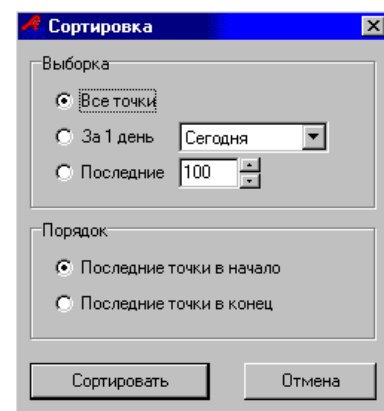 Сортировка
Выборка
Все точки
За 1 день Сегодня
Последние 100
Порядок
Последние точки в начало
Последние точки в конец
Сортировать Отмена